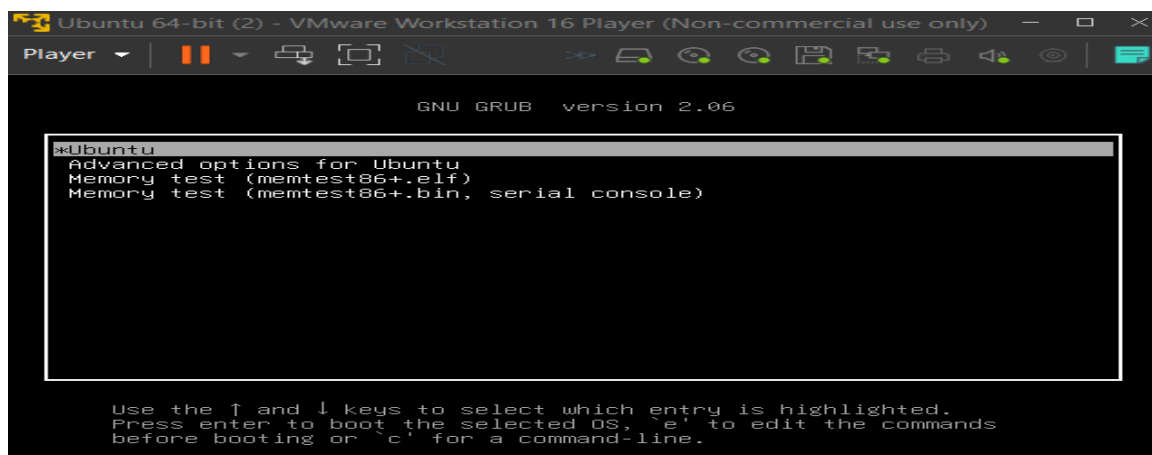 Ubuntu 64-bit (2) - VMware Workstation 16 Player (Non-commercial use only)
Player
GNU GRUB version 2.06
*Ubuntu
Advanced options for Ubuntu
Memory test (memtest86+.elf)
Memory test (memtest86+.bin, serial console)
Use the ↑ and ↓ keys to select which entry is highlighted.
Press enter to boot the selected OS, `e' to edit the commands
before booting or `c' for a command-line.